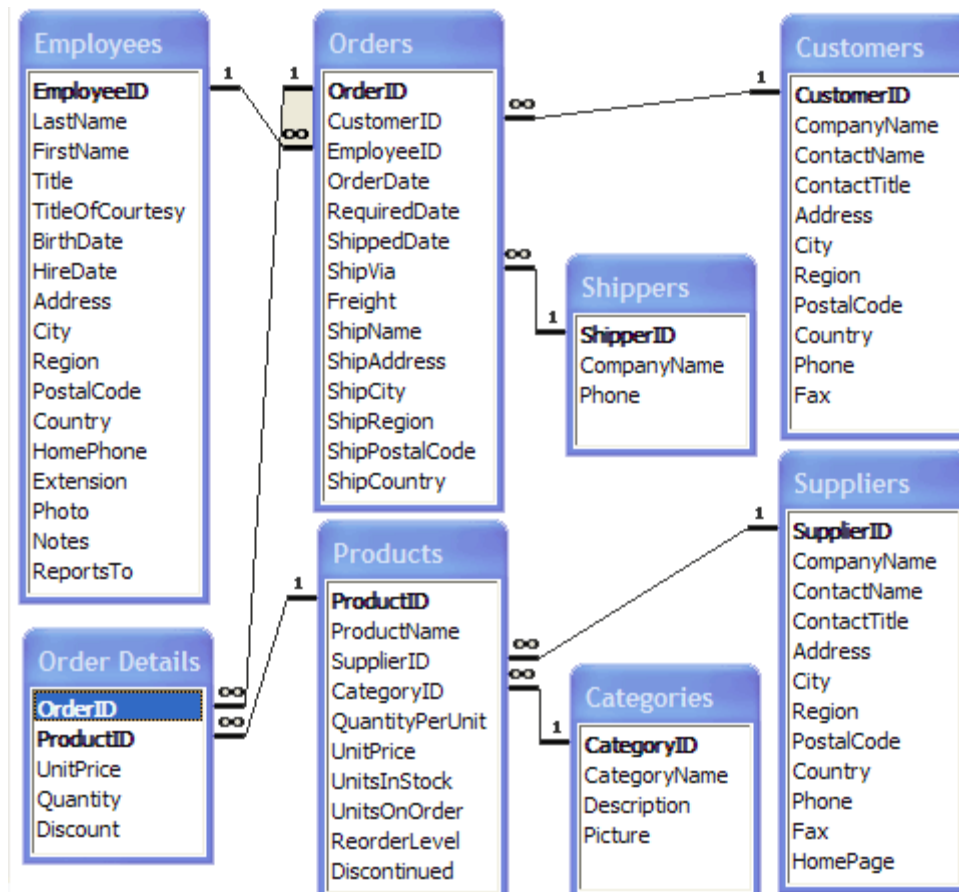 Employees
EmployeeID
LastName
FirstName
Title
TitleOfCourtesy
BirthDate
HireDate
Address
City
Region
PostalCode
Country
HomePhone
Extension
Photo
Notes
ReportsTo
1
1
∞
Orders
OrderID
CustomerID
EmployeeID
OrderDate
RequiredDate
ShippedDate
ShipVia
Freight
ShipName
ShipAddress
ShipCity
ShipRegion
ShipPostalCode
ShipCountry
∞
1
∞
1
Customers
CustomerID
CompanyName
ContactName
ContactTitle
Address
City
Region
PostalCode
Country
Phone
Fax
Shippers
ShipperID
CompanyName
Phone
Order Details
OrderID
ProductID
UnitPrice
Quantity
Discount
∞
∞
1
Products
ProductID
ProductName
SupplierID
CategoryID
QuantityPerUnit
UnitPrice
UnitsInStock
UnitsOnOrder
ReorderLevel
Discontinued
∞
∞
1
1
Categories
CategoryID
CategoryName
Description
Picture
Suppliers
SupplierID
CompanyName
ContactName
ContactTitle
Address
City
Region
PostalCode
Country
Phone
Fax
HomePage